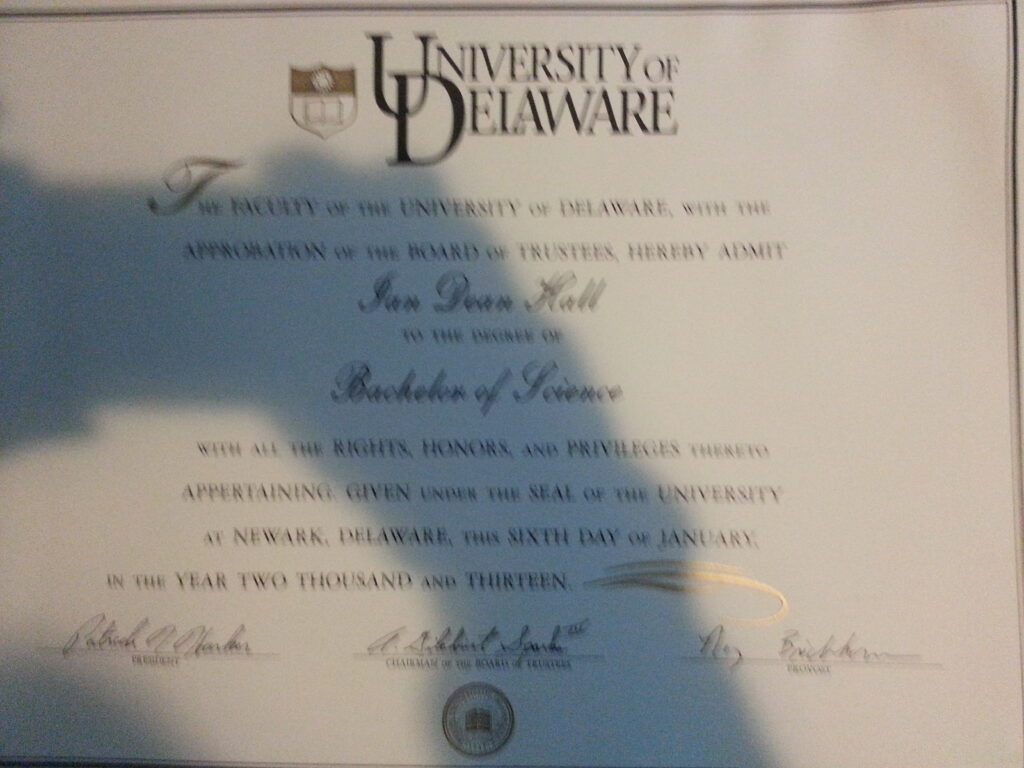 UNIVERSITY OF
DELAWARE
THE FACULTY OF THE UNIVERSITY OF DELAWARE, WITH THE
APPROBATION OF THE BOARD OF TRUSTEES, HEREBY ADMIT
Ian Dean Hall
TO THE DEGREE OF
Bachelor of Science
WITH ALL THE RIGHTS, HONORS, AND PRIVILEGES THERETO
APPERTAINING. GIVEN UNDER THE SEAL OF THE UNIVERSITY
AT NEWARK, DELAWARE, THIS SIXTH DAY OF JANUARY,
IN THE YEAR TWO THOUSAND AND THIRTEEN.
PRESIDENT
CHAIRMAN OF THE BOARD OF TRUSTEES
PROVOST